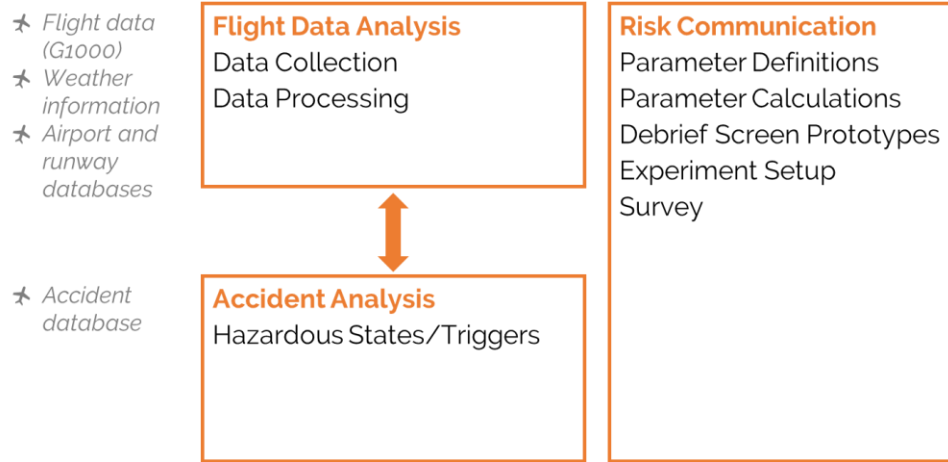 Flight data
(G1000)
Weather
information
Airport and
runway
databases
Flight Data Analysis
Data Collection
Data Processing
Accident
database
Accident Analysis
Hazardous States/Triggers
Risk Communication
Parameter Definitions
Parameter Calculations
Debrief Screen Prototypes
Experiment Setup
Survey